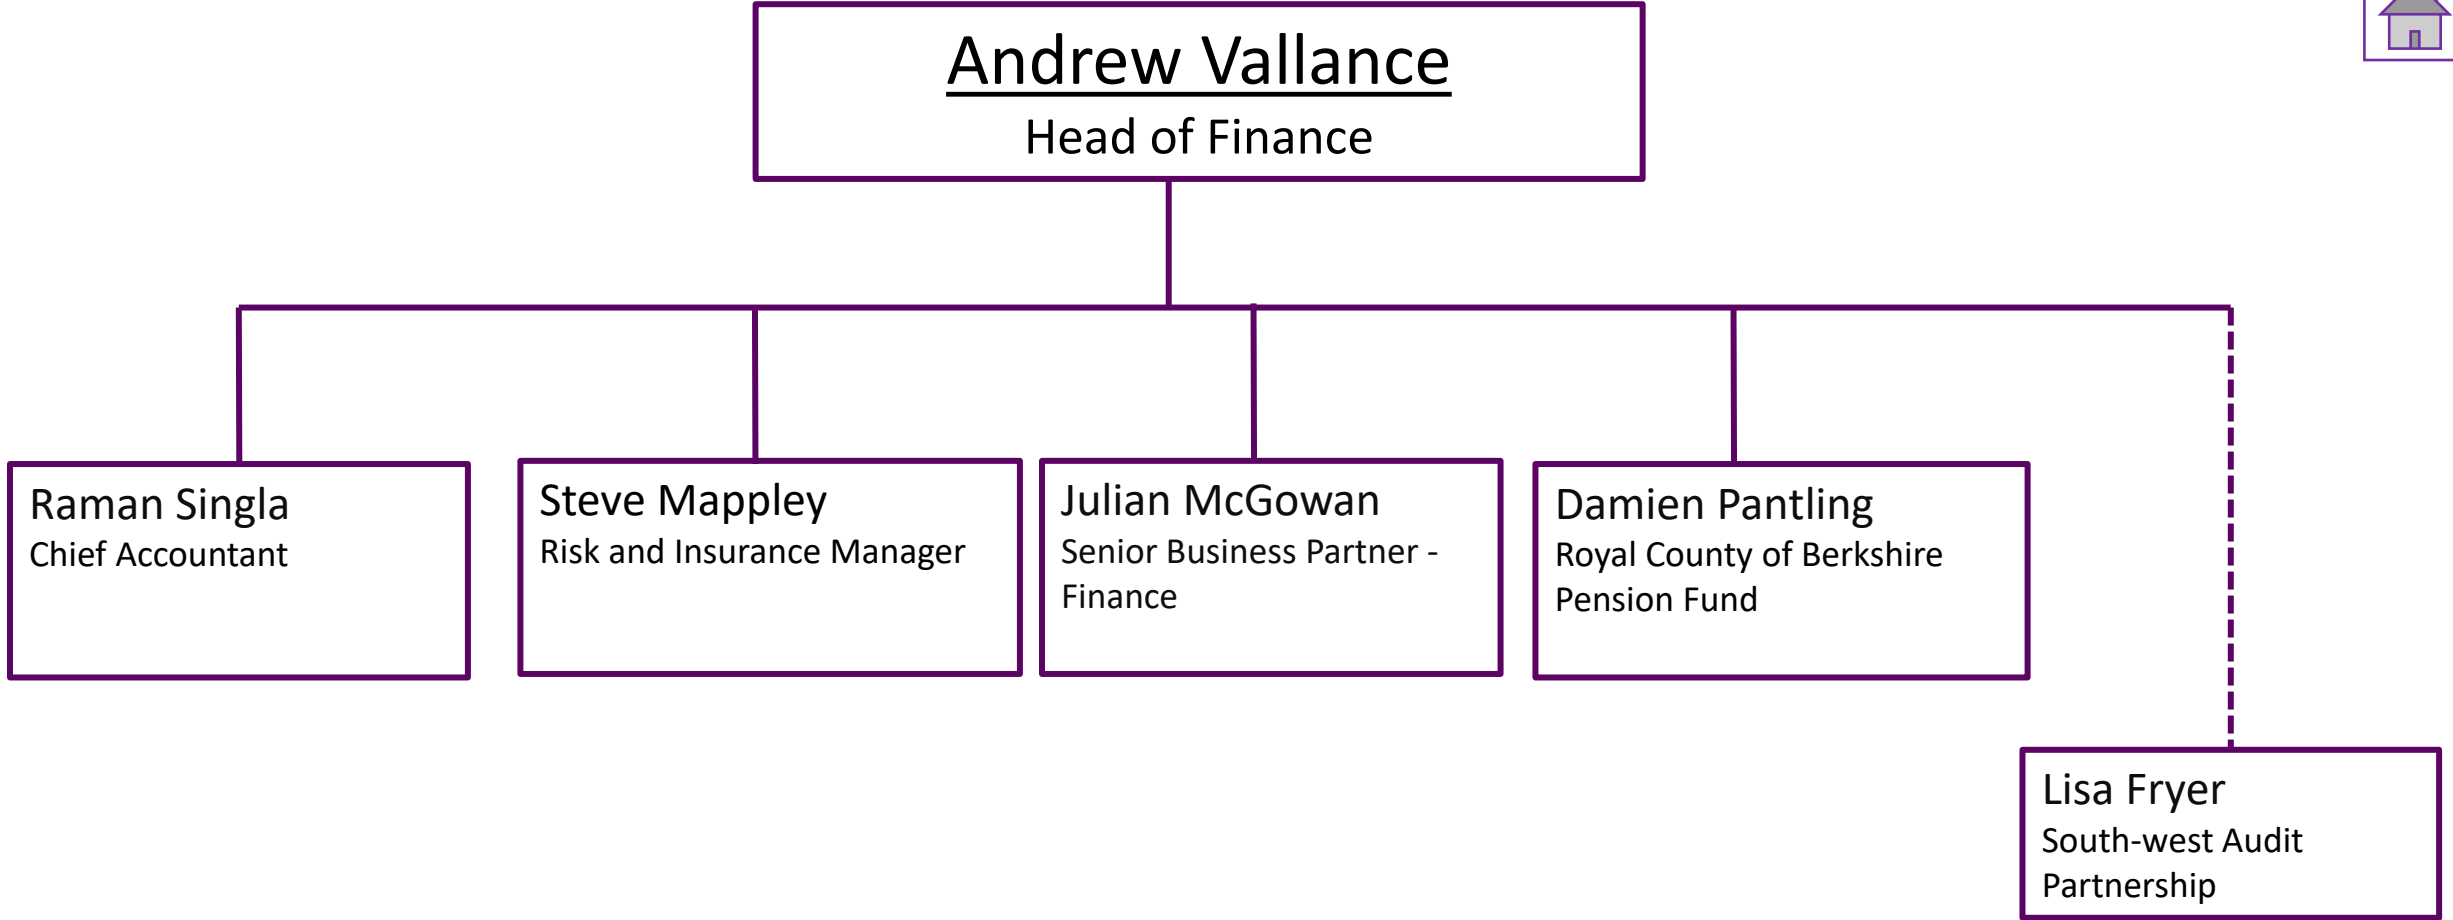 Andrew Vallance
Head of Finance
Raman Singla
Chief Accountant
Steve Mappley
Risk and Insurance Manager
Julian McGowan
Senior Business Partner -
Finance
Damien Pantling
Royal County of Berkshire
Pension Fund
Lisa Fryer
South-west Audit
Partnership